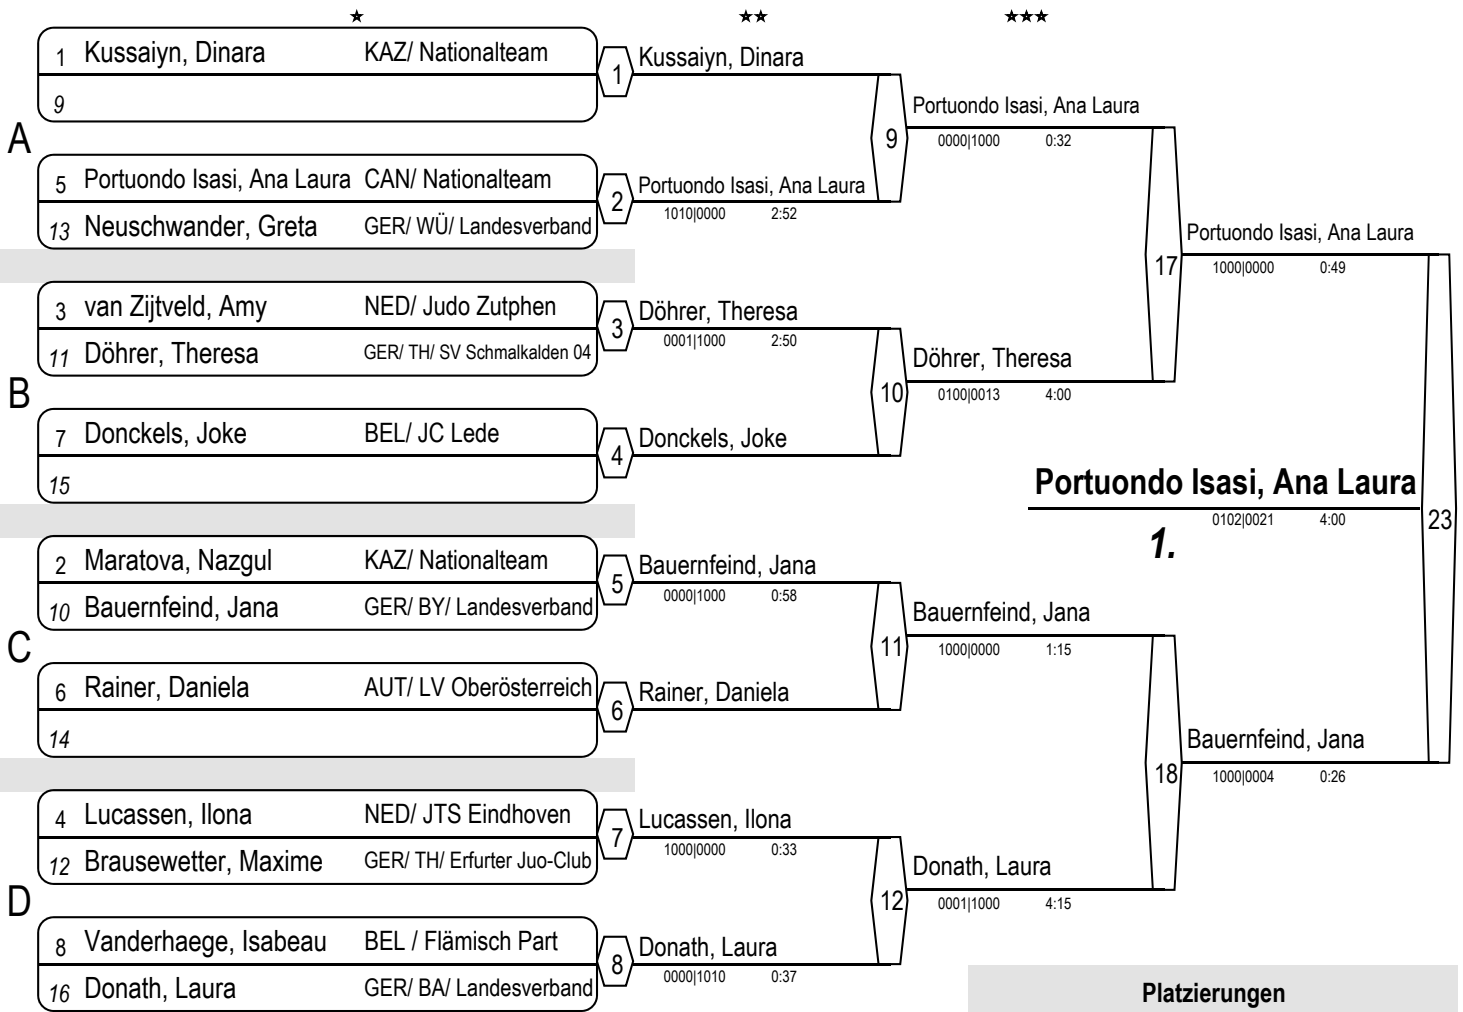 1 Kussaiyn, Dinara KAZ/ Nationalteam
9
A
5 Portuondo Isasi, Ana Laura CAN/ Nationalteam
13 Neuschwander, Greta GER/ WÜ/ Landesverband
3 van Zijtveld, Amy NED/ Judo Zutphen
11 Döhrer, Theresa GER/ TH/ SV Schmalkalden 04
B
7 Donckels, Joke BEL/ JC Lede
15
2 Maratova, Nazgul KAZ/ Nationalteam
10 Bauernfeind, Jana GER/ BY/ Landesverband
C
6 Rainer, Daniela AUT/ LV Oberösterreich
14
4 Lucassen, Ilona NED/ JTS Eindhoven
12 Brausewetter, Maxime GER/ TH/ Erfurter Juo-Club
D
8 Vanderhaege, Isabeau BEL / Flämisch Part
16 Donath, Laura GER/ BA/ Landesverband
1 Kussaiyn, Dinara
2 Portuondo Isasi, Ana Laura
1010|0000 2:52
3 Döhrer, Theresa
0001|1000 2:50
4 Donckels, Joke
5 Bauernfeind, Jana
0000|1000 0:58
6 Rainer, Daniela
7 Lucassen, Ilona
1000|0000 0:33
8 Donath, Laura
0000|1010 0:37
9 Portuondo Isasi, Ana Laura
0000|1000 0:32
10 Döhrer, Theresa
0100|0013 4:00
11 Bauernfeind, Jana
1000|0000 1:15
12 Donath, Laura
0001|1000 4:15
17 Portuondo Isasi, Ana Laura
1000|0000 0:49
18 Bauernfeind, Jana
1000|0004 0:26
23
Portuondo Isasi, Ana Laura
0102|0021 4:00
1.
Platzierungen